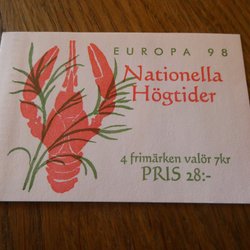 EUROPA 98
Nationella
Högtider
4 frimärken valör 7kr
PRIS 28:-